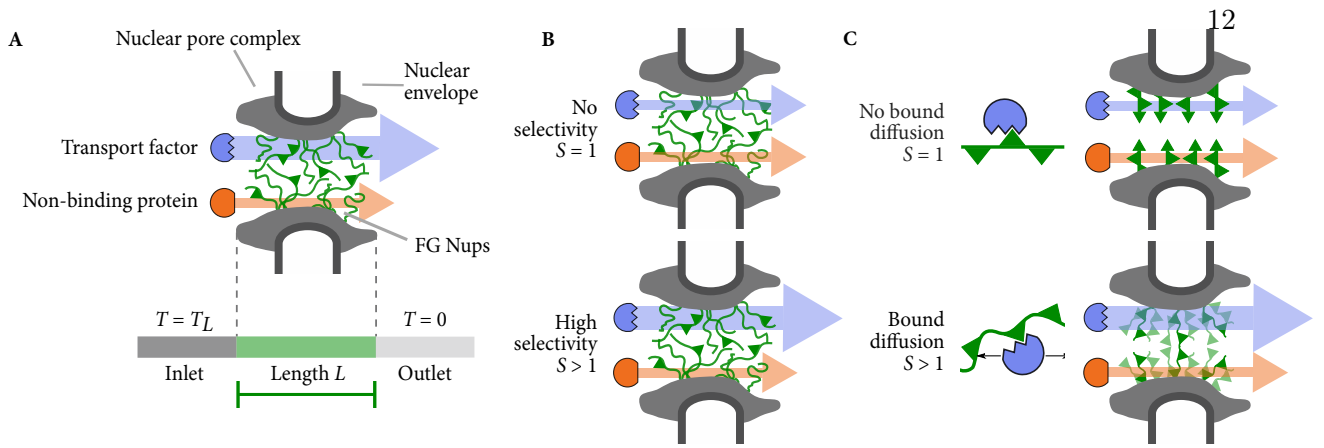 12
A
Nuclear pore complex
Nuclear
envelope
Transport factor
Non-binding protein
FG Nups
T = T_L
T = 0
Inlet
Length L
Outlet
B
No
selectivity
S = 1
High
selectivity
S > 1
C
No bound
diffusion
S = 1
Bound
diffusion
S > 1